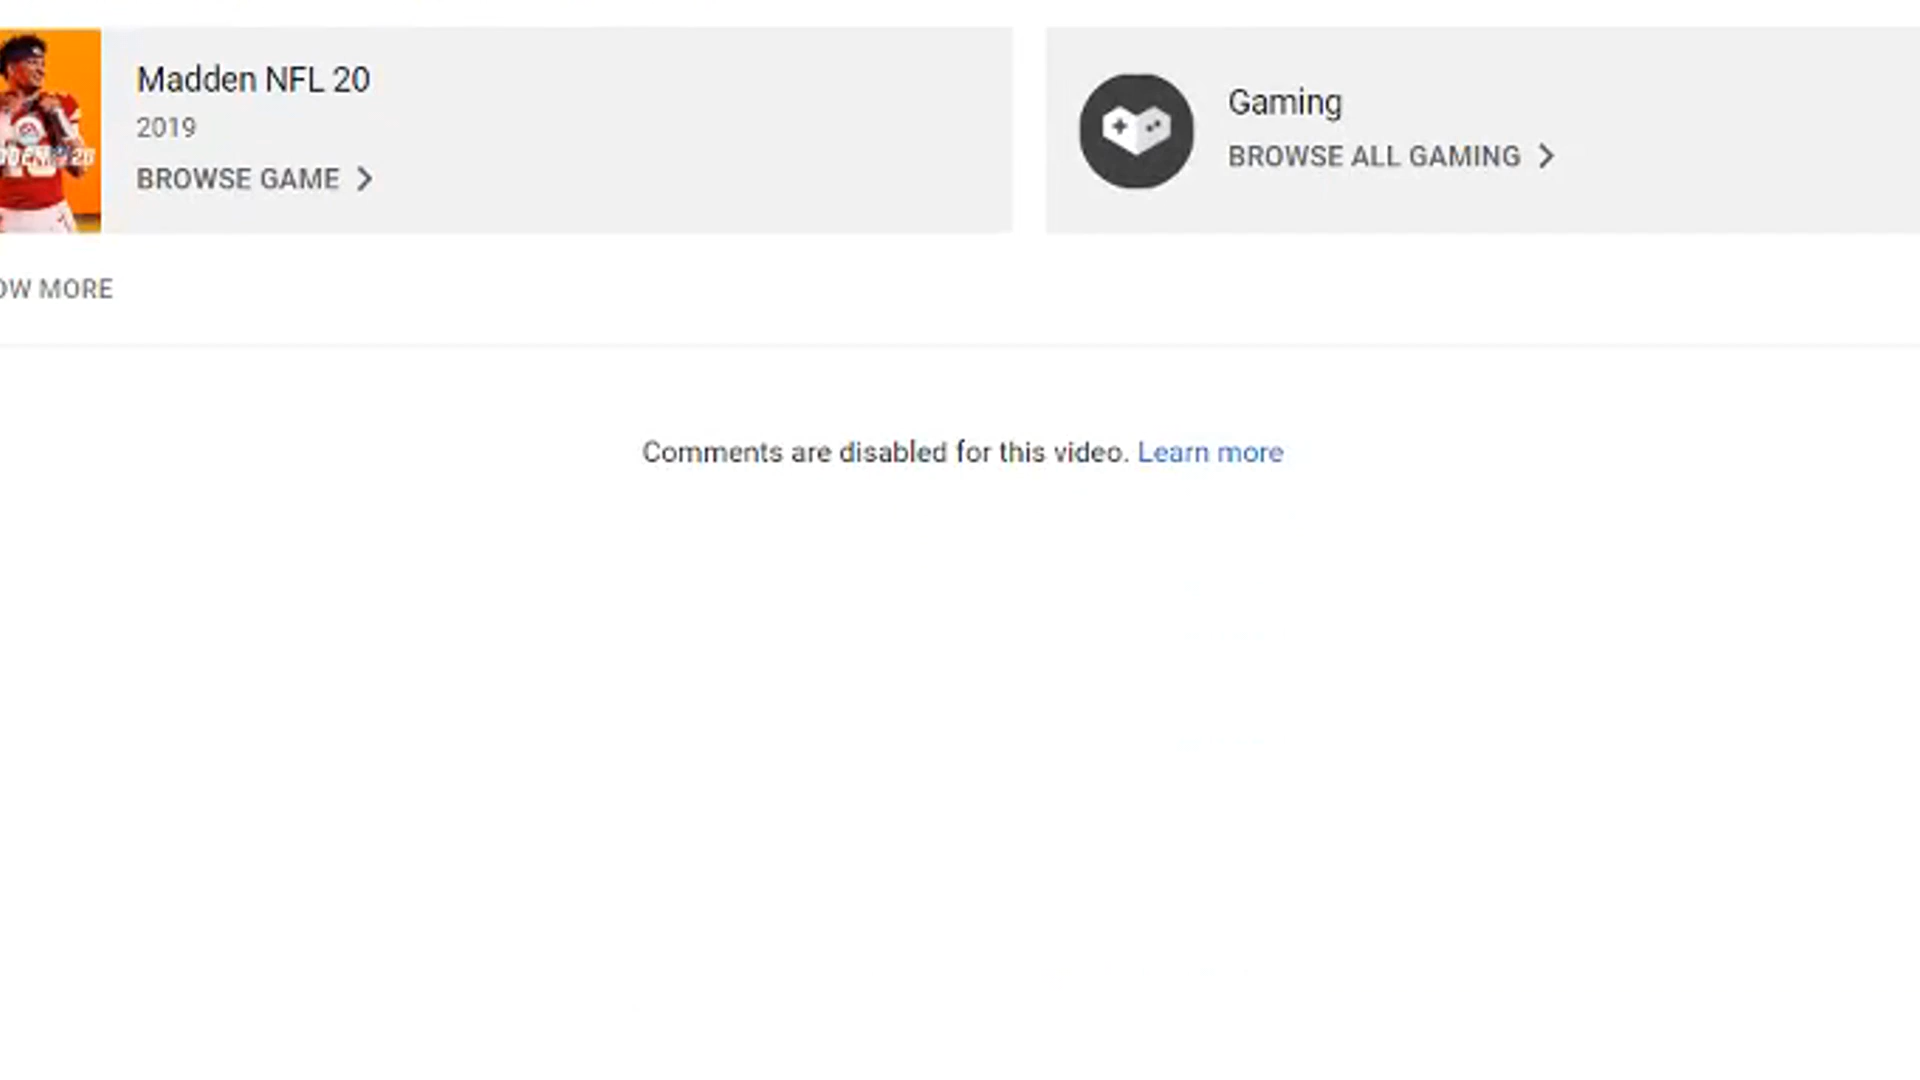 Madden NFL 20
2019
BROWSE GAME
Gaming
BROWSE ALL GAMING
OW MORE
Comments are disabled for this video. Learn more